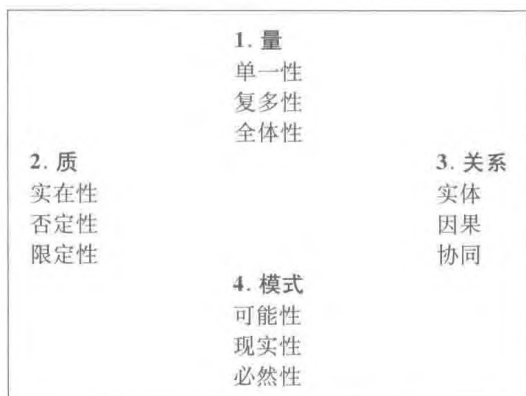 1. 量
单一性
复多性
全体性
2. 质
实在性
否定性
限定性
3. 关系
实体
因果
协同
4. 模式
可能性
现实性
必然性